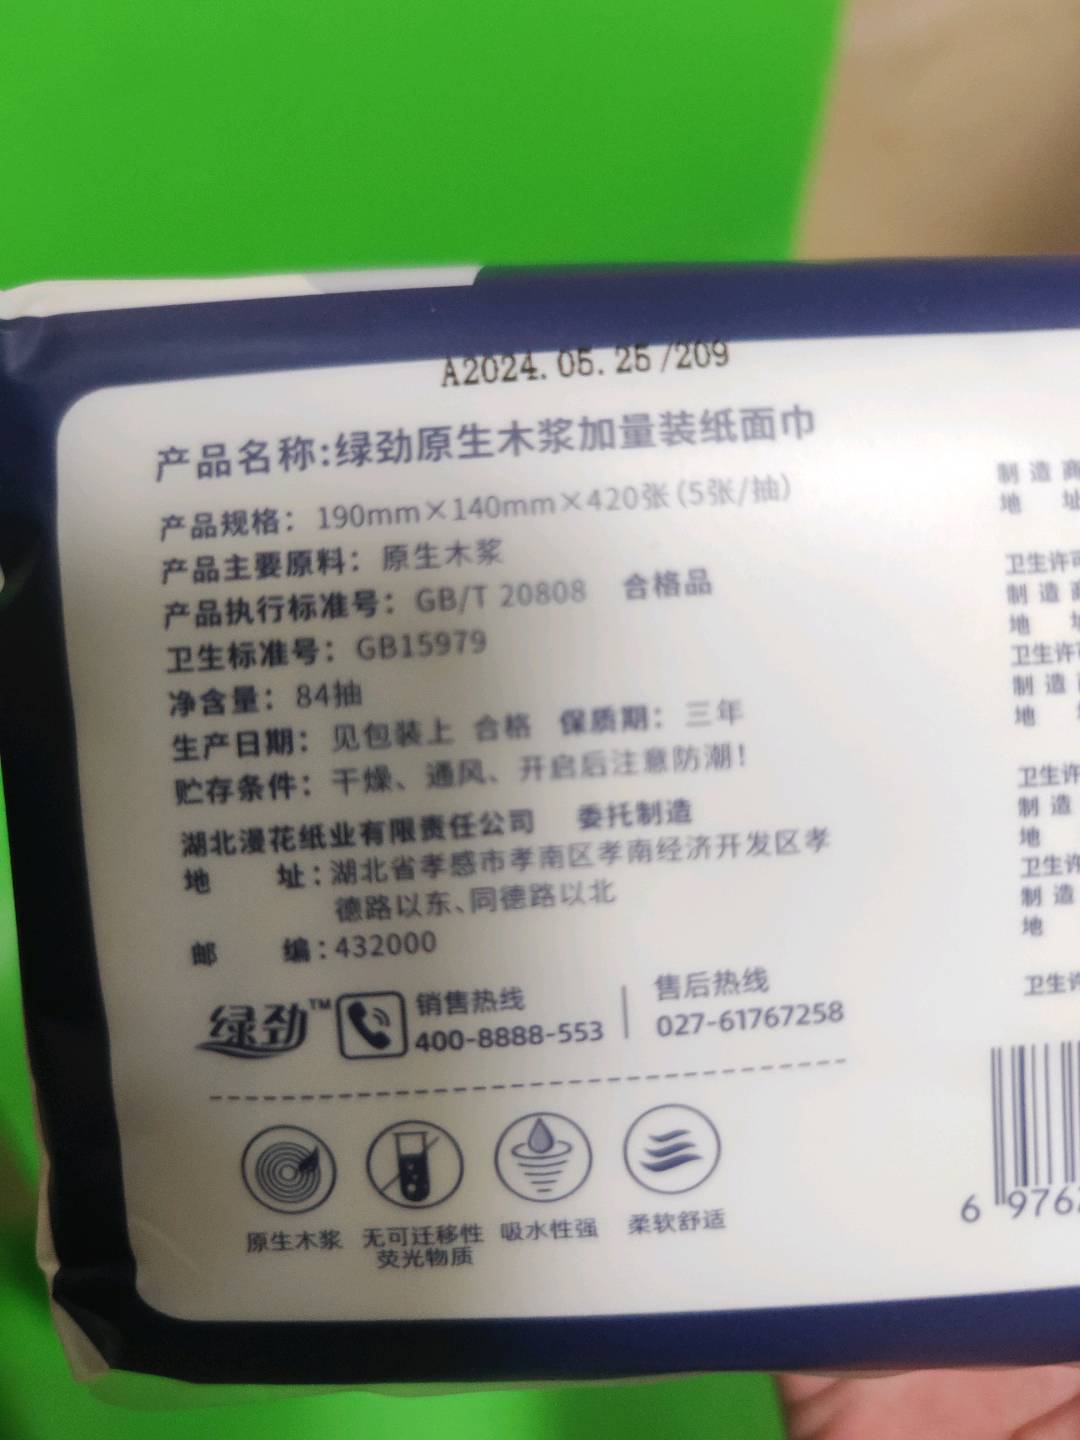 A2024.05.25/209
产品名称:绿劲原生木浆加量装纸面巾
产品规格：190mm×140mm×420张(5张/抽)
产品主要原料：原生木浆
产品执行标准号：GB/T 20808 合格品
卫生标准号：GB15979
净含量：84抽
生产日期：见包装上 合格 保质期：三年
贮存条件：干燥、通风、开启后注意防潮！
湖北漫花纸业有限责任公司 委托制造
地 址:湖北省孝感市孝南区孝南经济开发区孝
德路以东、同德路以北
邮 编:432000
绿劲™
销售热线
400-8888-553
售后热线
027-61767258
原生木浆
无可迁移性
荧光物质
吸水性强
柔软舒适
制造商
地 址
卫生许可
制造商
地
卫生许可
制造
地
卫生许
制造
地
卫生许
制造
地
卫生许
6 976